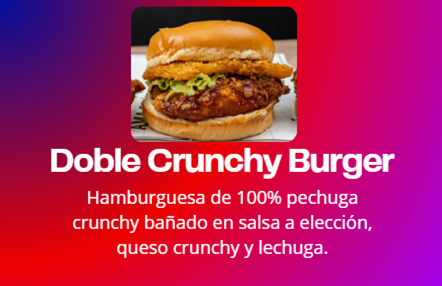 Doble Crunchy Burger
Hamburguesa de 100% pechuga
crunchy bañado en salsa a elección,
queso crunchy y lechuga.